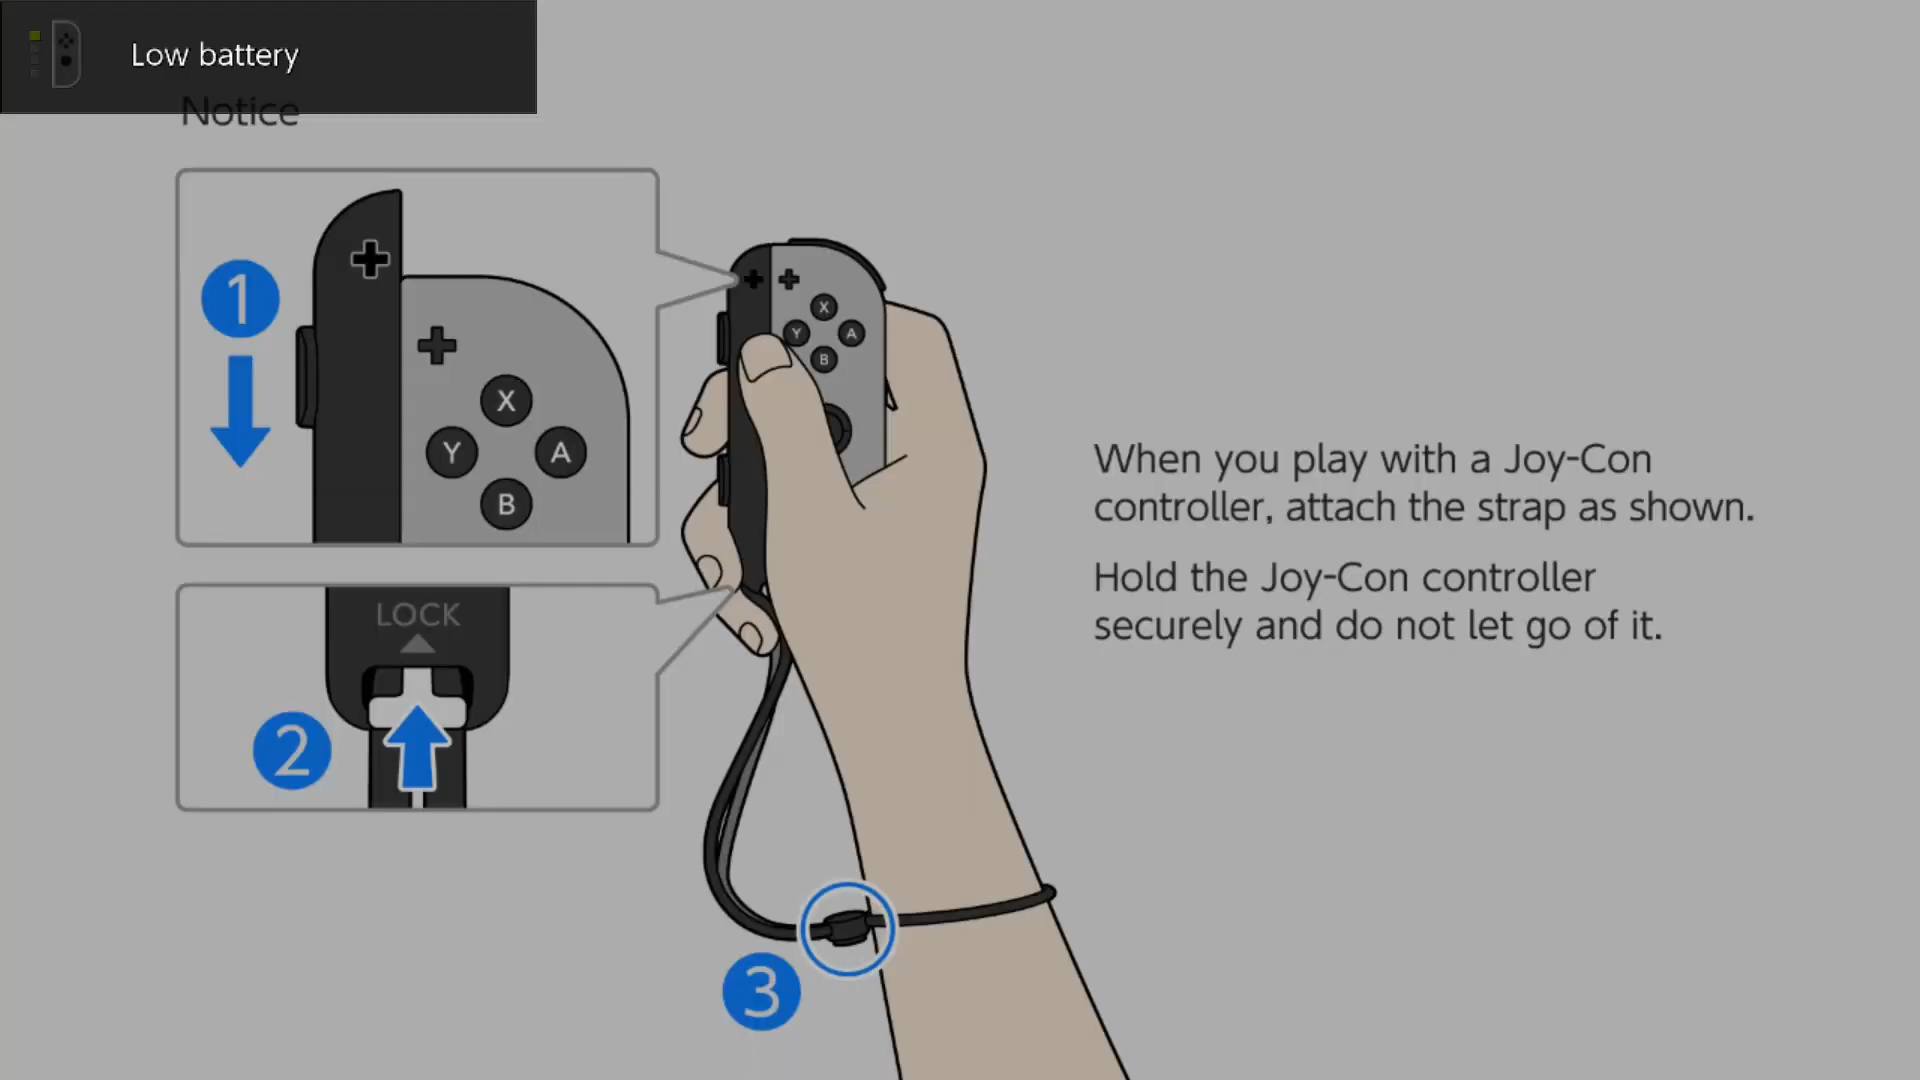 Low battery
Notice
1
X
Y
A
B
X
Y
A
B
When you play with a Joy-Con
controller, attach the strap as shown.
Hold the Joy-Con controller
securely and do not let go of it.
LOCK
2
3